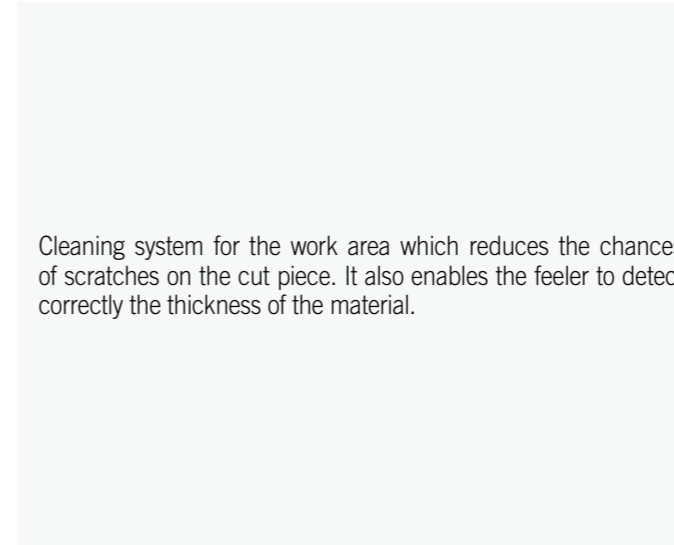 Cleaning system for the work area which reduces the chance
of scratches on the cut piece. It also enables the feeler to detec
correctly the thickness of the material.